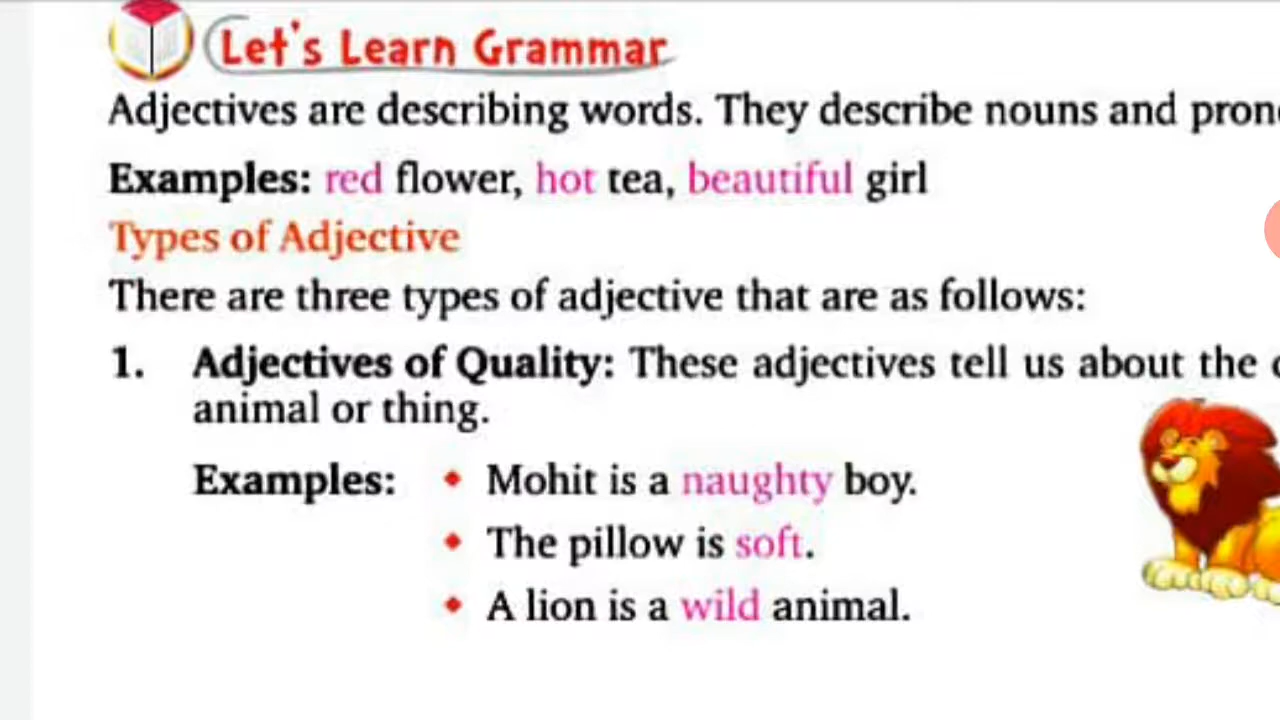 Let's Learn Grammar
Adjectives are describing words. They describe nouns and
Examples: red flower, hot tea, beautiful girl
Types of Adjective
There are three types of adjective that are as follows:
1. Adjectives of Quality: These adjectives tell us about the
animal or thing.
Examples: • Mohit is a naughty boy.
• The pillow is soft.
• A lion is a wild animal.